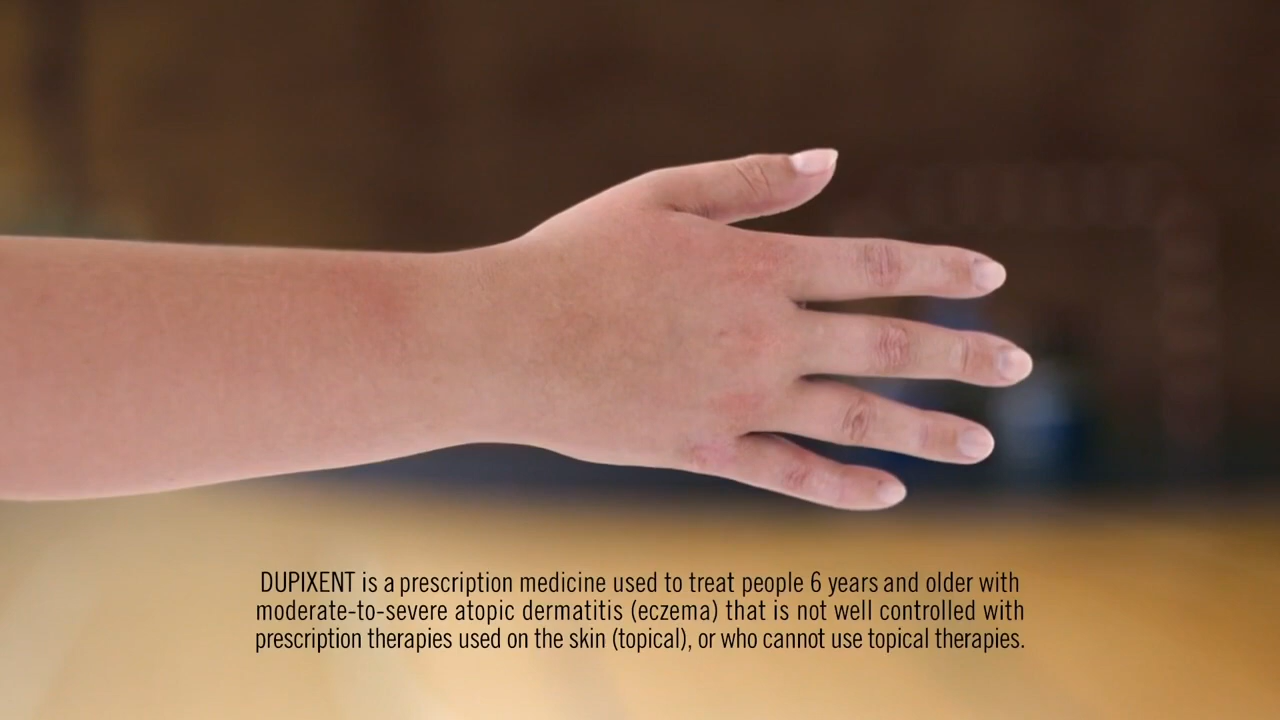 DUPIXENT is a prescription medicine used to treat people 6 years and older with
moderate-to-severe atopic dermatitis (eczema) that is not well controlled with
prescription therapies used on the skin (topical), or who cannot use topical therapies.